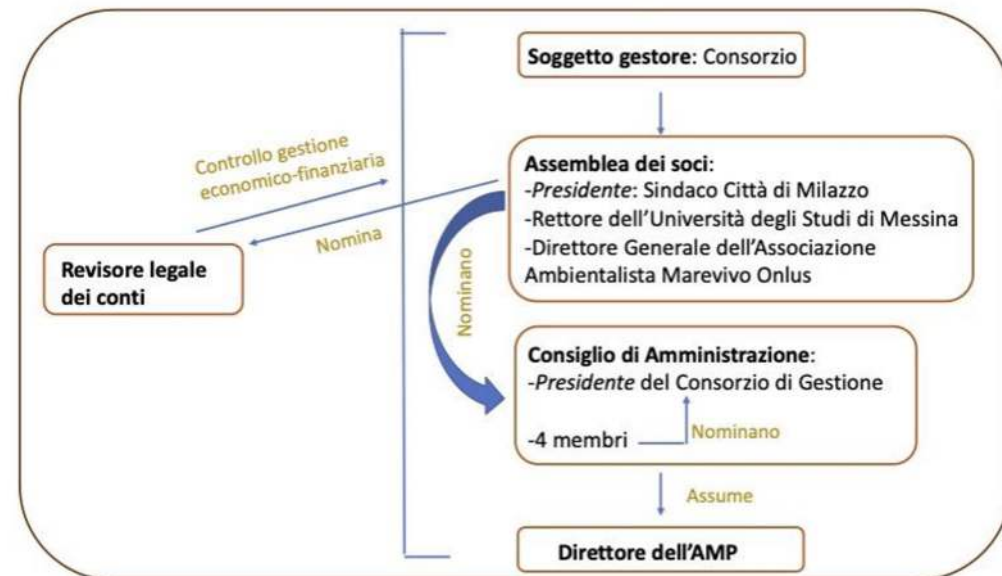 Soggetto gestore: Consorzio
Controllo gestione
economico-finanziaria
Nomina
Revisore legale
dei conti
Assemblea dei soci:
-Presidente: Sindaco Città di Milazzo
-Rettore dell'Università degli Studi di Messina
-Direttore Generale dell'Associazione
Ambientalista Marevivo Onlus
Nominano
Consiglio di Amministrazione:
-Presidente del Consorzio di Gestione
Nominano
-4 membri
Assume
Direttore dell'AMP